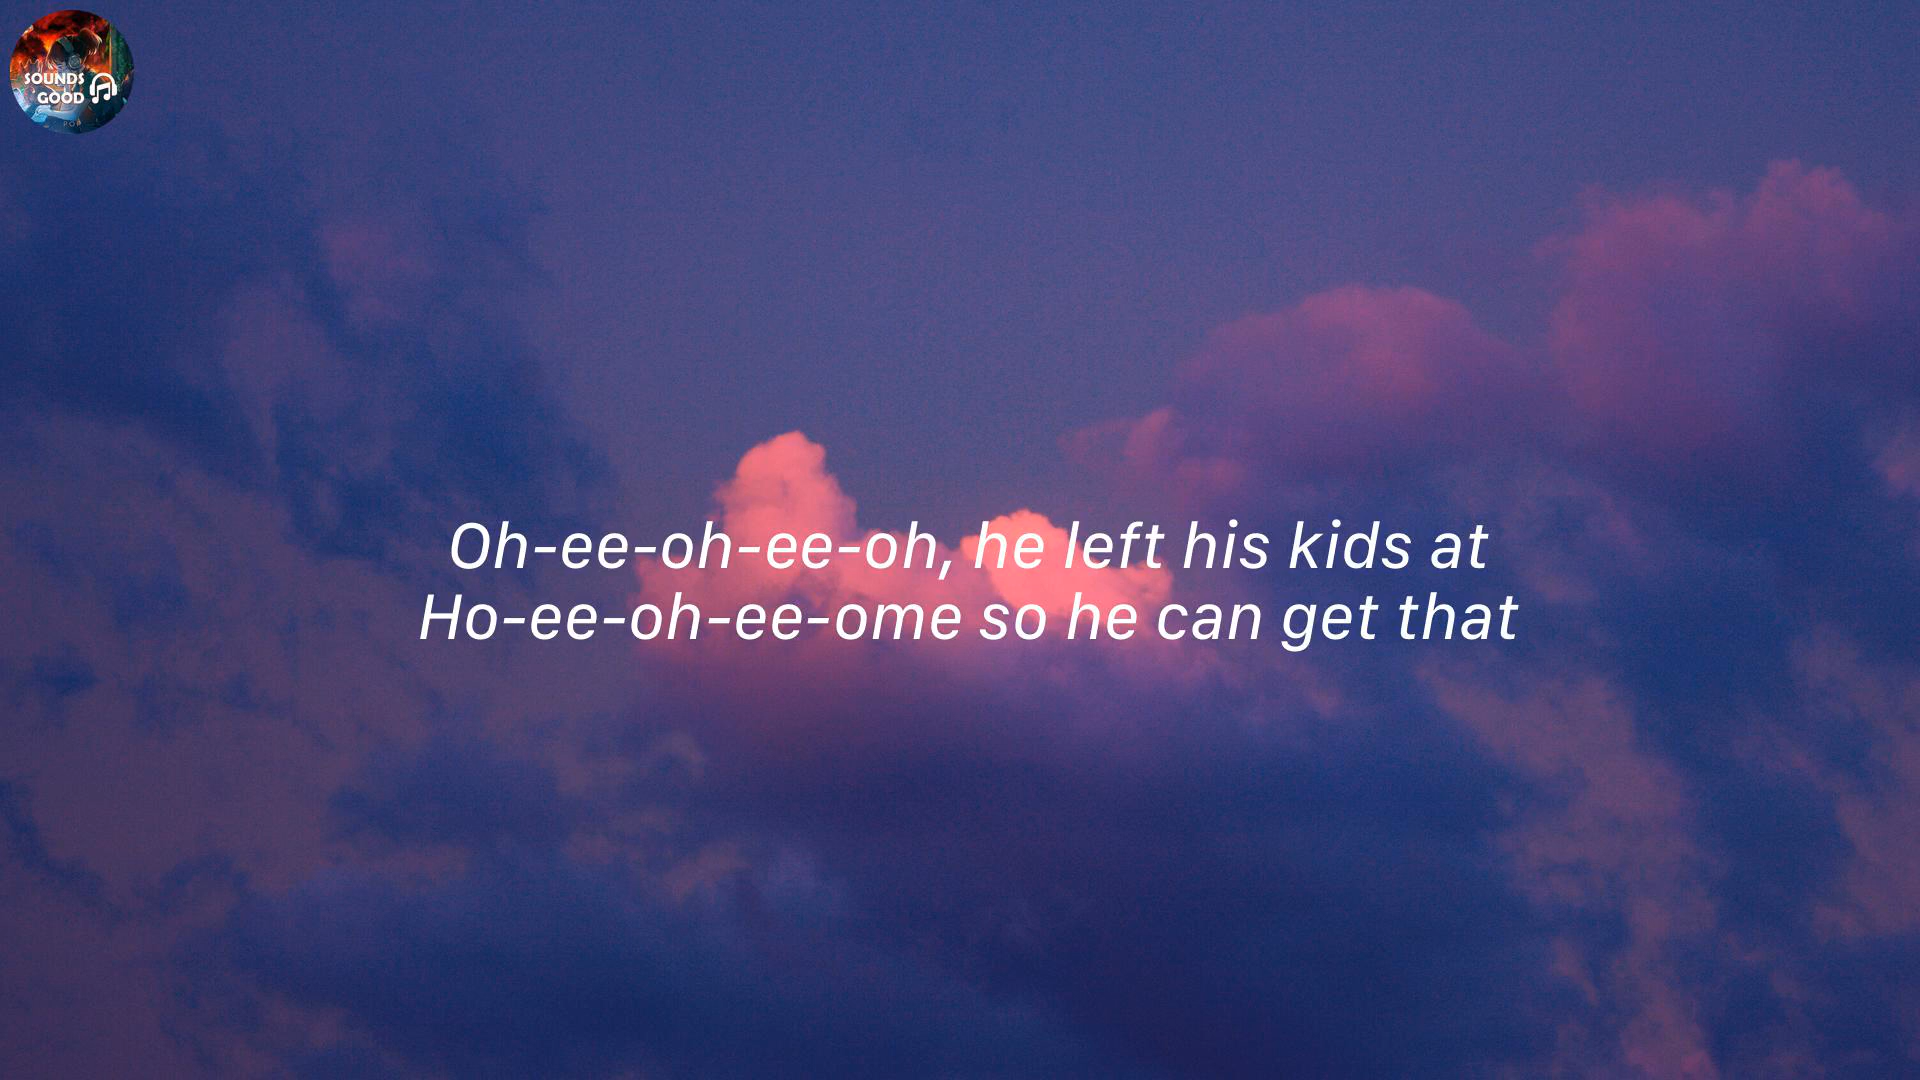 SOUNDS
GOOD
POP
Oh-ee-oh-ee-oh, he left his kids at
Ho-ee-oh-ee-ome so he can get that